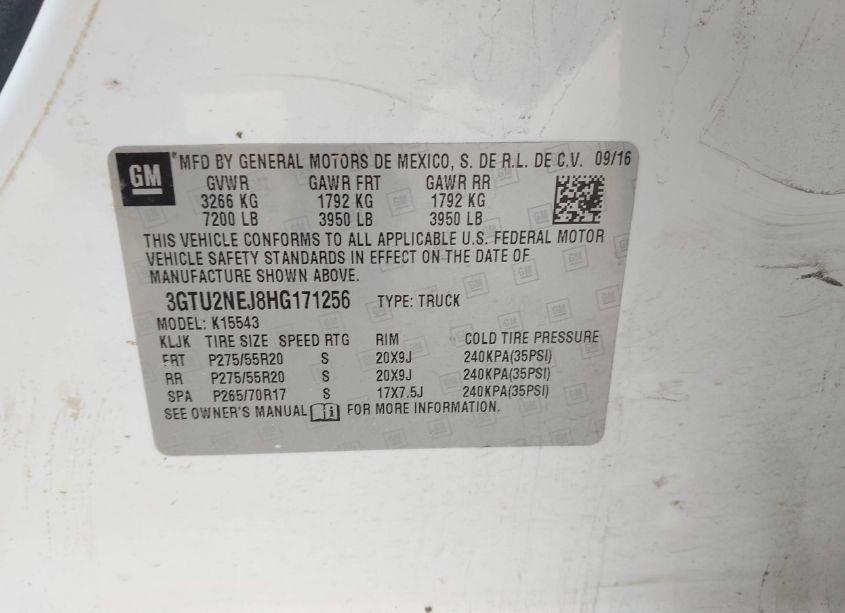 GM
*MFD BY GENERAL MOTORS DE MEXICO, S. DE R.L. DE C.V. 09/16
GVWR GAWR FRT GAWR RR
3266 KG 1792 KG 1792 KG
7200 LB 3950 LB 3950 LB
THIS VEHICLE CONFORMS TO ALL APPLICABLE U.S. FEDERAL MOTOR
VEHICLE SAFETY STANDARDS IN EFFECT ON THE DATE OF
MANUFACTURE SHOWN ABOVE.
3GTU2NEJ8HG171256 TYPE: TRUCK
MODEL: K15543
KLJK TIRE SIZE SPEED RTG RIM COLD TIRE PRESSURE
FRT P275/55R20 S 20X9J 240KPA(35PSI)
RR P275/55R20 S 20X9J 240KPA(35PSI)
SPA P265/70R17 S 17X7.5J 240KPA(35PSI)
SEE OWNER'S MANUAL i FOR MORE INFORMATION.